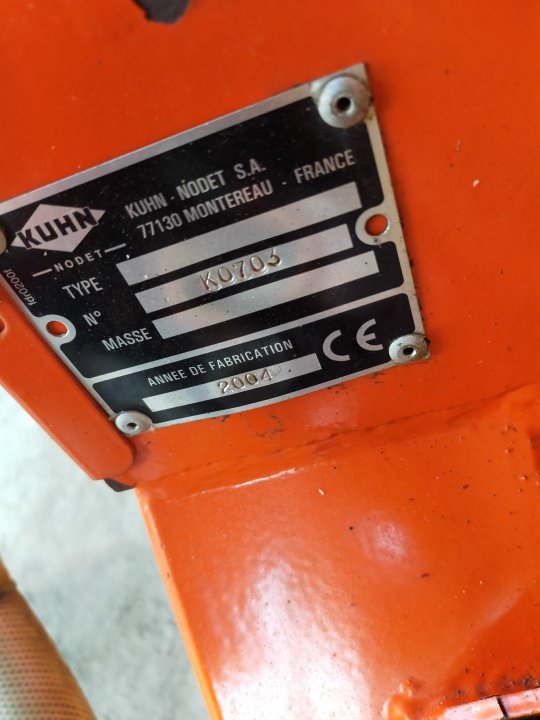 KUHN
KUHN - NODET S.A.
77130 MONTEREAU - FRANCE
NODET
TYPE
N° K0703
MASSE
ANNEE DE FABRICATION
2004
CE